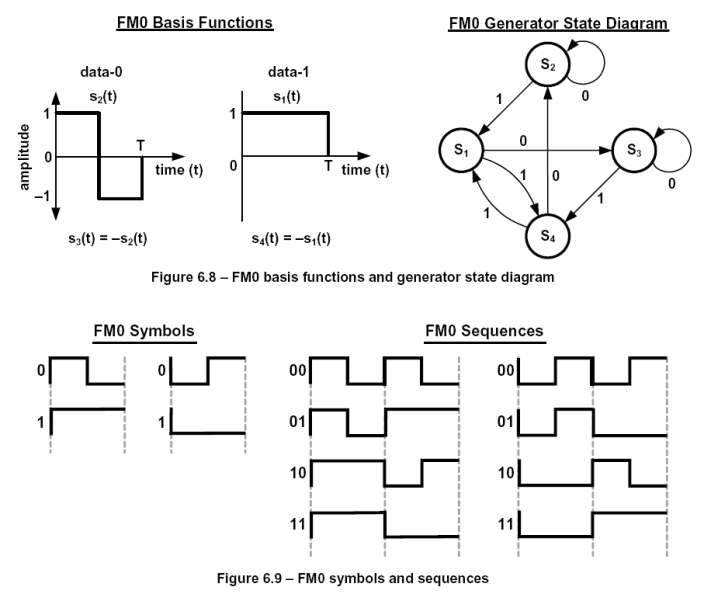 FM0 Basis Functions
data-0
s2(t)
1
0
–1
amplitude
T
time (t)
s3(t) = –s2(t)
data-1
s1(t)
1
0
T
time (t)
s4(t) = –s1(t)
FM0 Generator State Diagram
S2
0
1
S1
0
S3
0
1
0
1
1
S4
Figure 6.8 – FM0 basis functions and generator state diagram
FM0 Symbols
0
0
1
1
FM0 Sequences
00
00
01
01
10
10
11
11
Figure 6.9 – FM0 symbols and sequences